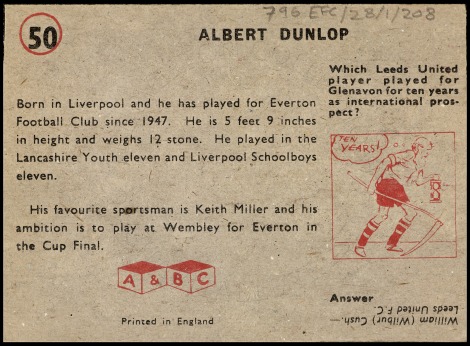 796 EFC/28/1/208
50
ALBERT DUNLOP
Born in Liverpool and he has played for Everton
Football Club since 1947. He is 5 feet 9 inches
in height and weighs 12 stone. He played in the
Lancashire Youth eleven and Liverpool Schoolboys
eleven.
His favourite sportsman is Keith Miller and his
ambition is to play at Wembley for Everton in
the Cup Final.
A & B C
Printed in England
Which Leeds United
player played for
Glenavon for ten years
as international pros-
pect?
TEN
YEARS!
Answer
William (Wilbur) Cush.—
Leeds United F.C.